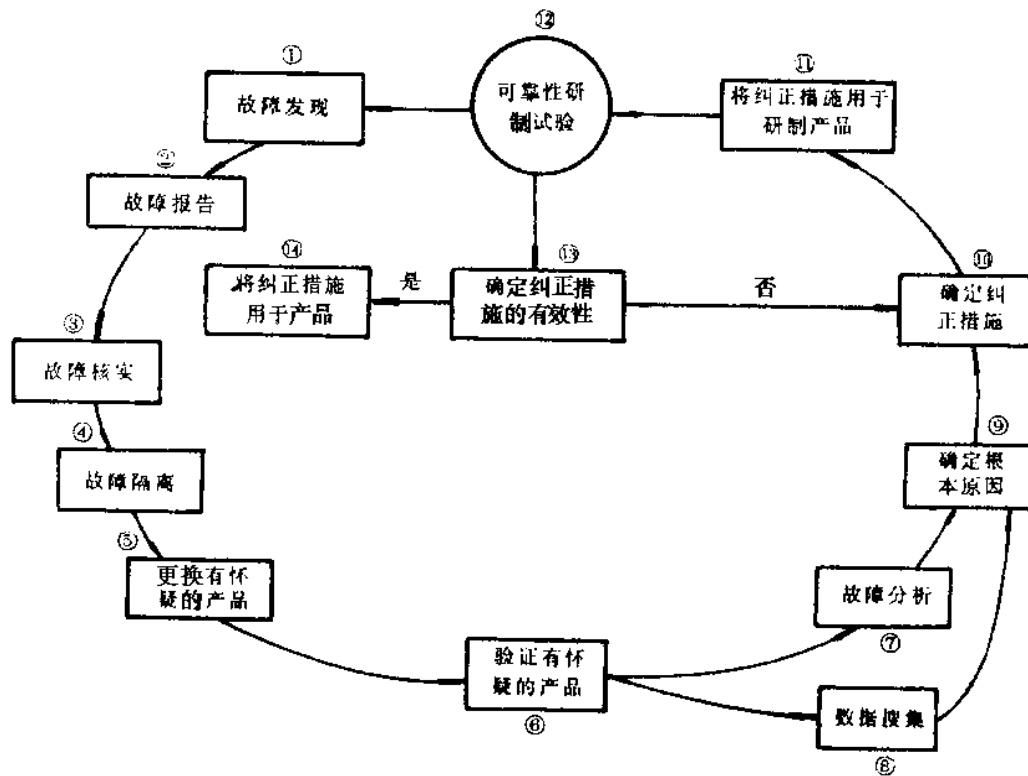 ⑫
①
⑪
可靠性研
制试验
故障发现
将纠正措施用于
研制产品
②
故障报告
⑭
⑬
⑩
将纠正措施
用于产品
是
确定纠正措
施的有效性
否
确定纠
正措施
③
故障核实
④
⑨
故障隔离
确定根
本原因
⑤
更换有怀
疑的产品
故障分析
⑦
验证有怀
疑的产品
⑥
数据搜集
⑧